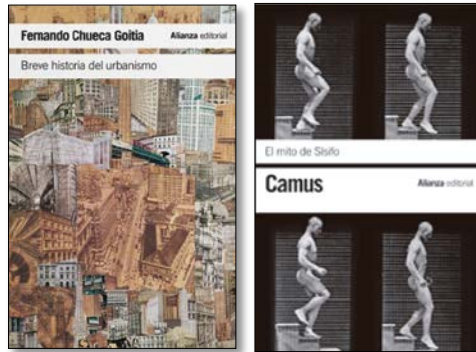 Fernando Chueca Goitia Alianza editorial
Breve historia del urbanismo
El mito de Sísifo
Camus Alianza editorial